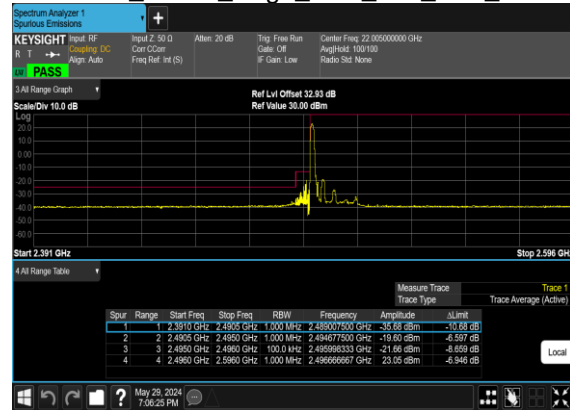 Spectrum Analyzer 1
Spurious Emissions
+
KEYSIGHT Input: RF Input Z: 50 Ω Atten: 20 dB Trig: Free Run Center Freq: 22.005000000 GHz
R T Coupling: DC Corr CCorr Gate: Off Avg|Hold: 100/100
Align: Auto Freq Ref: Int (S) IF Gain: Low Radio Std: None
PASS
3 All Range Graph
Ref Lvl Offset 32.93 dB
Scale/Div 10.0 dB Ref Value 30.00 dBm
Log
20.0
10.0
0.00
-10.0
-20.0
-30.0
-40.0
-50.0
-60.0
Start 2.391 GHz Stop 2.596 GHz
4 All Range Table
Measure Trace Trace 1
Trace Type Trace Average (Active)
Spur Range Start Freq Stop Freq RBW Frequency Amplitude ΔLimit
1 1 2.3910 GHz 2.4905 GHz 1.000 MHz 2.489007500 GHz -35.68 dBm -10.68 dB
2 2 2.4905 GHz 2.4950 GHz 1.000 MHz 2.494677500 GHz -19.60 dBm -6.597 dB
3 3 2.4950 GHz 2.4960 GHz 100.0 kHz 2.495998333 GHz -21.66 dBm -8.659 dB
4 4 2.4960 GHz 2.5960 GHz 1.000 MHz 2.496666667 GHz 23.05 dBm -6.946 dB
Local
? May 29, 2024
7:06:25 PM